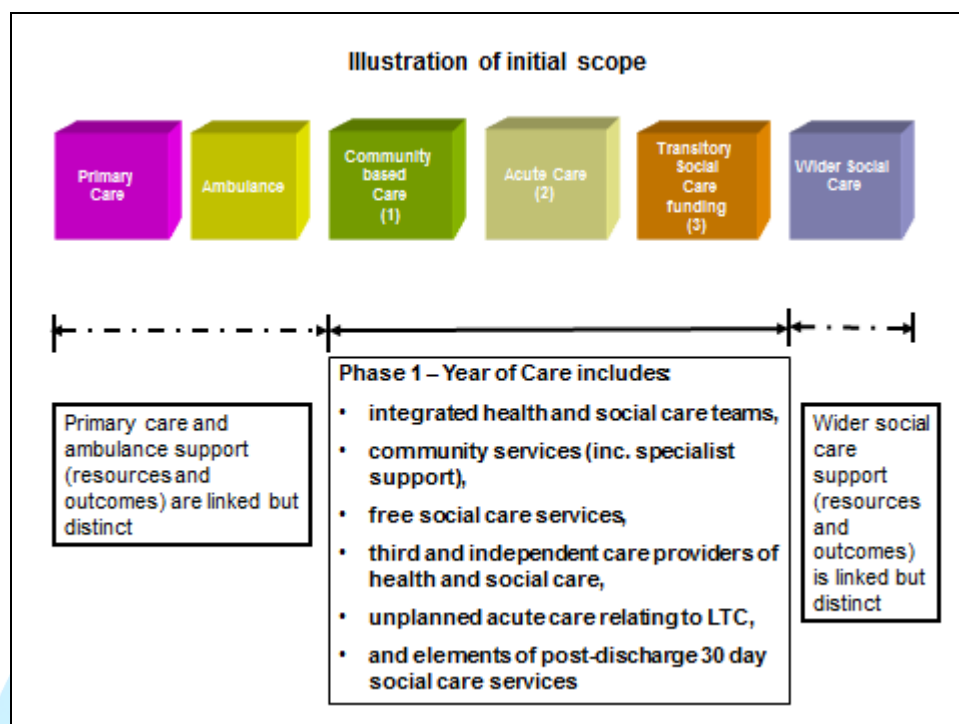 Illustration of initial scope
Primary
Care
Ambulance
Community
based
Care
(1)
Acute Care
(2)
Transitory
Social
Care
funding
(3)
Wider Social
Care
Phase 1 – Year of Care includes:
• integrated health and social care teams,
• community services (inc. specialist
support),
• free social care services,
• third and independent care providers of
health and social care,
• unplanned acute care relating to LTC,
• and elements of post-discharge 30 day
social care services
Primary care and
ambulance support
(resources and
outcomes) are linked but
distinct
Wider social
care
support
(resources
and
outcomes)
is linked but
distinct